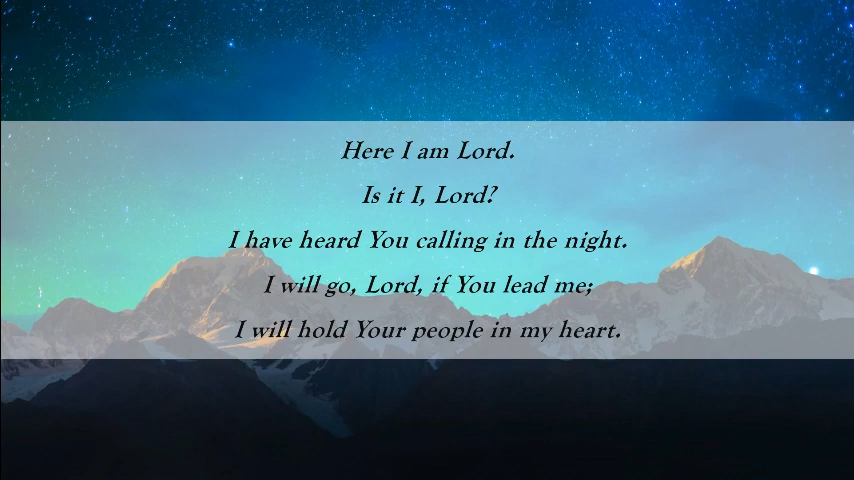 Here I am Lord.
Is it I, Lord?
I have heard You calling in the night.
I will go, Lord, if You lead me;
I will hold Your people in my heart.